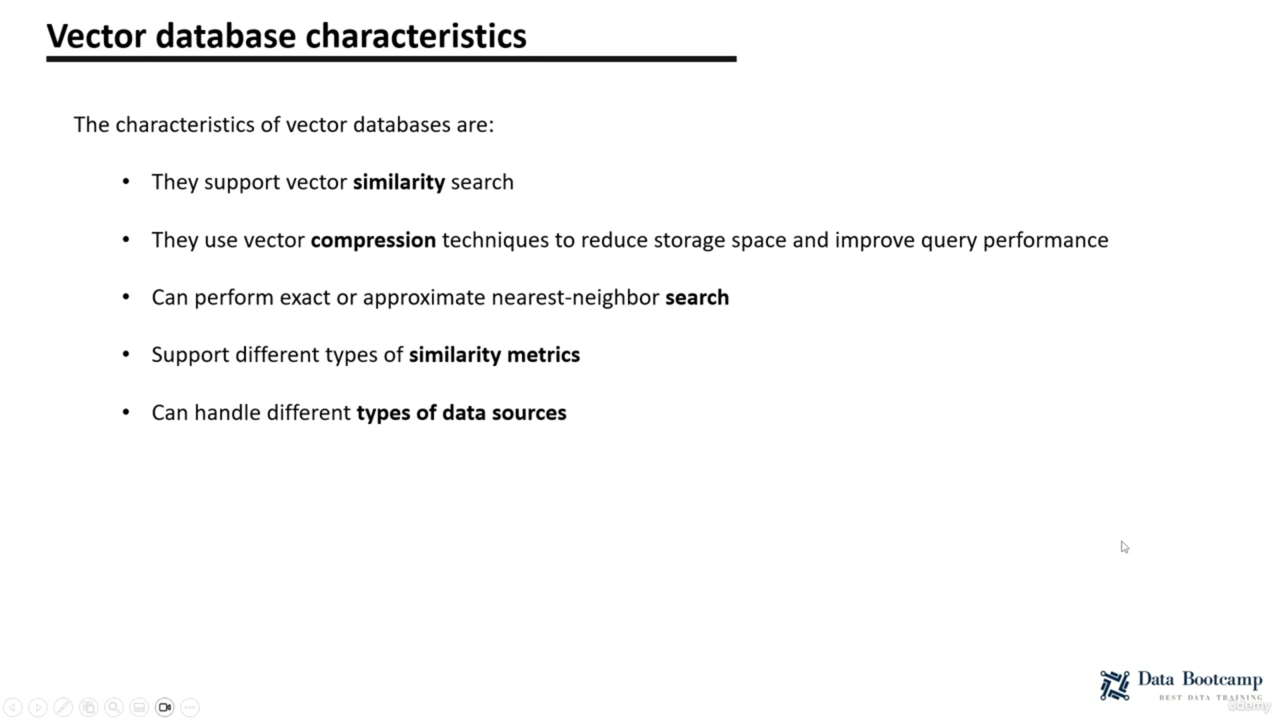 Vector database characteristics
The characteristics of vector databases are:
• They support vector similarity search
• They use vector compression techniques to reduce storage space and improve query performance
• Can perform exact or approximate nearest-neighbor search
• Support different types of similarity metrics
• Can handle different types of data sources
Data Bootcamp
BEST DATA TRAINING
udemy